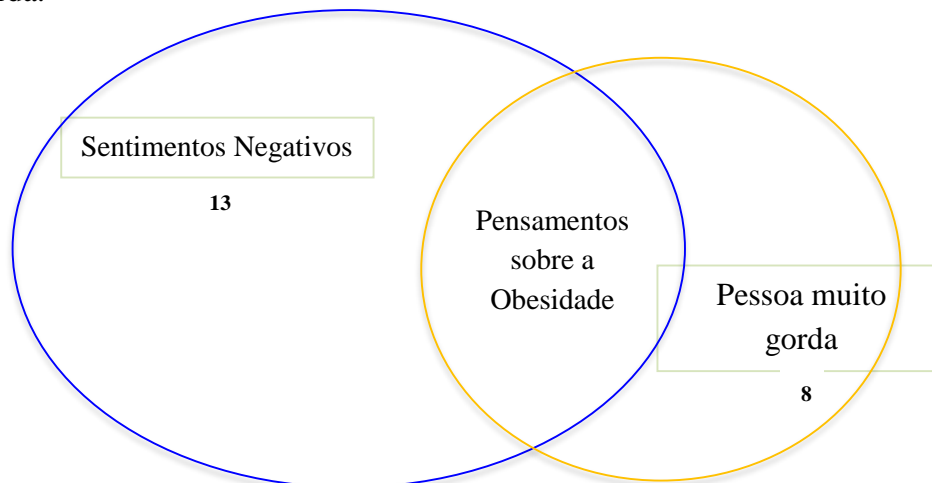 Sentimentos Negativos
13
Pensamentos
sobre a
Obesidade
Pessoa muito
gorda
8